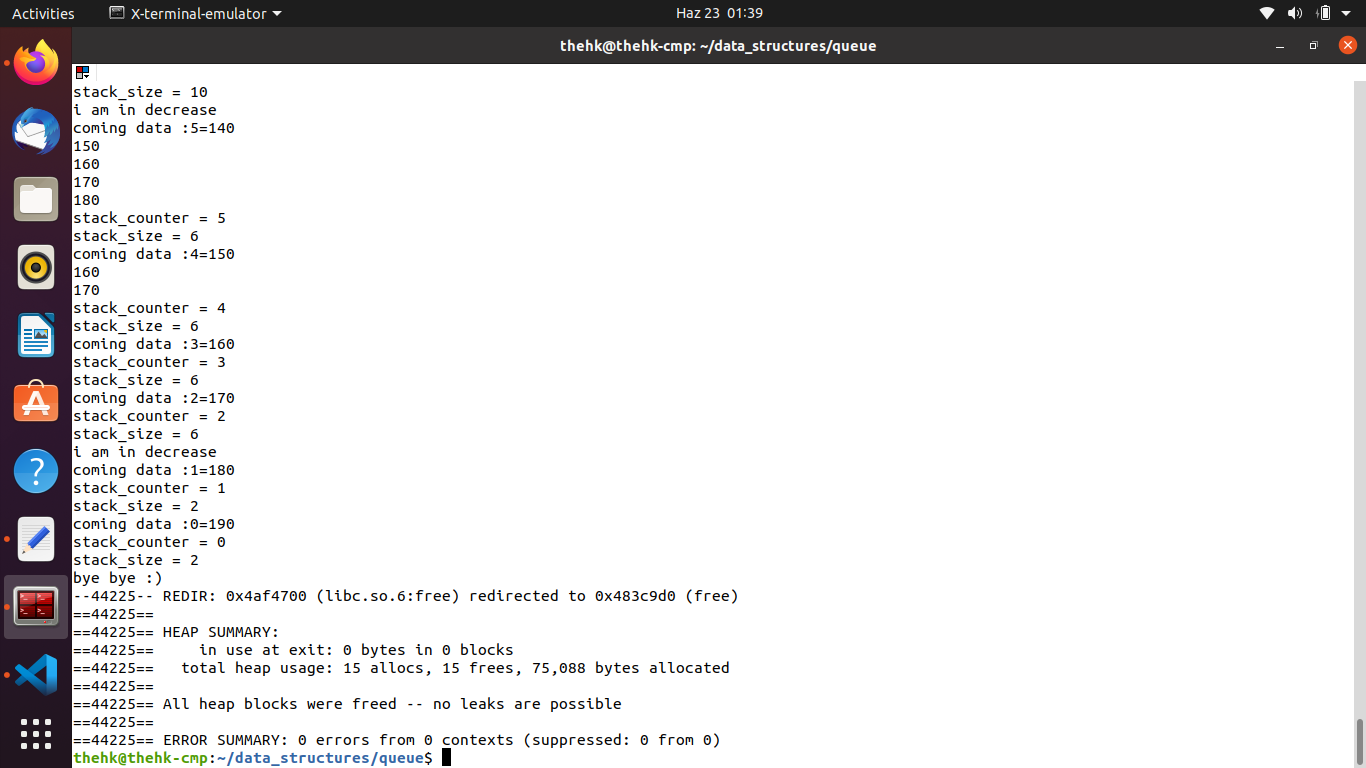 Activities X-terminal-emulator Haz 23 01:39
thehk@thehk-cmp: ~/data_structures/queue
stack_size = 10
i am in decrease
coming data :5=140
150
160
170
180
stack_counter = 5
stack_size = 6
coming data :4=150
160
170
stack_counter = 4
stack_size = 6
coming data :3=160
stack_counter = 3
stack_size = 6
coming data :2=170
stack_counter = 2
stack_size = 6
i am in decrease
coming data :1=180
stack_counter = 1
stack_size = 2
coming data :0=190
stack_counter = 0
stack_size = 2
bye bye :)
--44225-- REDIR: 0x4af4700 (libc.so.6:free) redirected to 0x483c9d0 (free)
==44225==
==44225== HEAP SUMMARY:
==44225==     in use at exit: 0 bytes in 0 blocks
==44225==   total heap usage: 15 allocs, 15 frees, 75,088 bytes allocated
==44225==
==44225== All heap blocks were freed -- no leaks are possible
==44225==
==44225== ERROR SUMMARY: 0 errors from 0 contexts (suppressed: 0 from 0)
thehk@thehk-cmp:~/data_structures/queue$